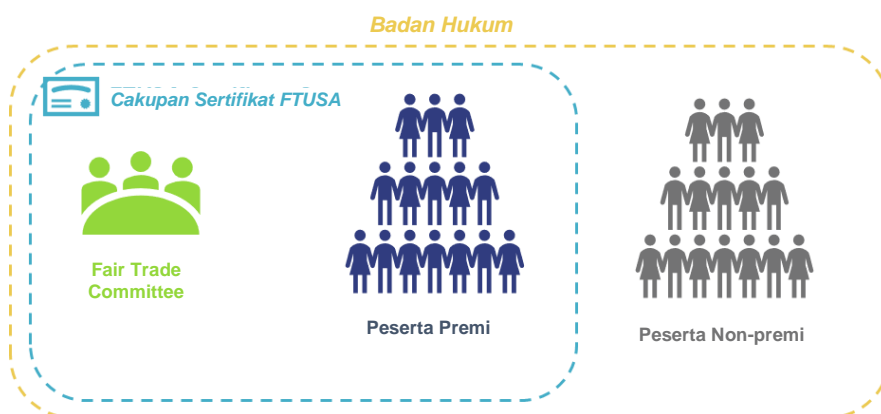 Badan Hukum
Cakupan Sertifikat FTUSA
Fair Trade
Committee
Peserta Premi
Peserta Non-premi